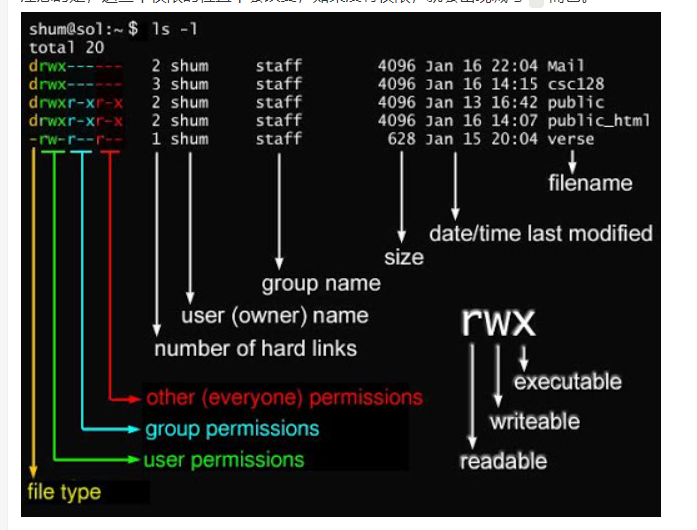 shum@sol:~$ ls -l
total 20
drwx------ 2 shum staff 4096 Jan 16 22:04 Mail
drwx------ 3 shum staff 4096 Jan 16 14:15 csc128
drwxr-xr-x 2 shum staff 4096 Jan 13 16:42 public
drwxr-xr-x 2 shum staff 4096 Jan 16 14:07 public_html
-rw-r--r-- 1 shum staff 628 Jan 15 20:04 verse
filename
date/time last modified
size
group name
user (owner) name
rwx
number of hard links
executable
other (everyone) permissions
writeable
group permissions
user permissions
readable
file type